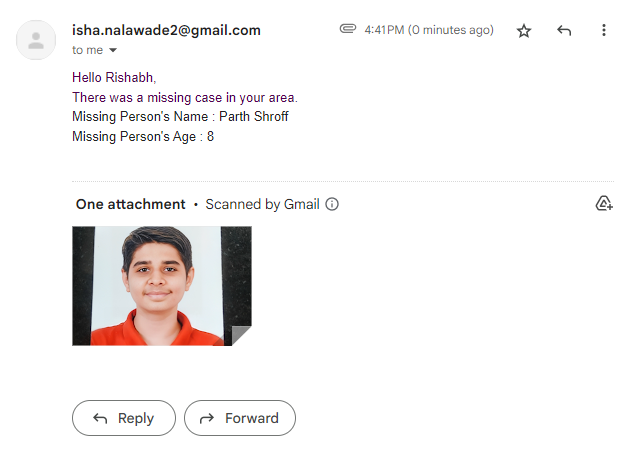 isha.nalawade2@gmail.com 4:41 PM (0 minutes ago)
to me
Hello Rishabh,
There was a missing case in your area.
Missing Person's Name : Parth Shroff
Missing Person's Age : 8
One attachment • Scanned by Gmail
Reply Forward